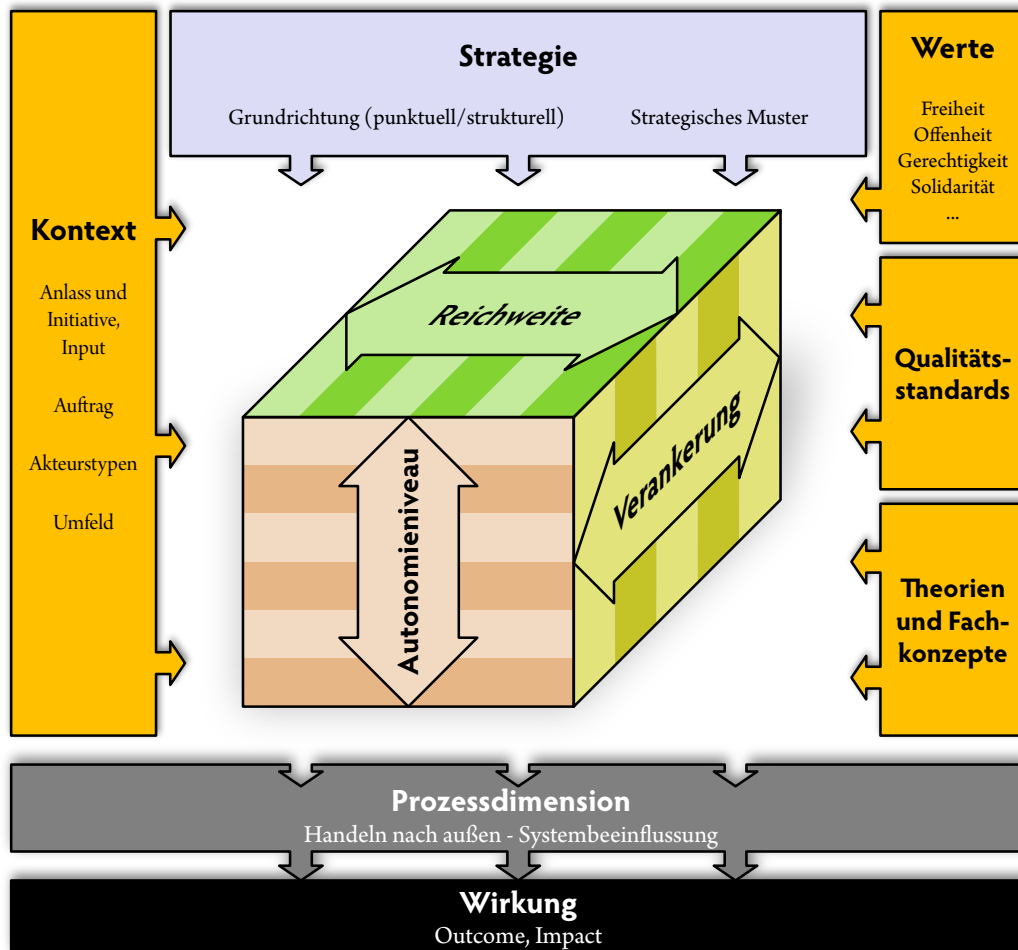 Strategie
Grundrichtung (punktuell/strukturell)
Strategisches Muster
Werte
Freiheit
Offenheit
Gerechtigkeit
Solidarität
...
Kontext
Anlass und
Initiative,
Input
Auftrag
Akteurstypen
Umfeld
Reichweite
Verankerung
Autonomieniveau
Qualitäts-
standards
Theorien
und Fach-
konzepte
Prozessdimension
Handeln nach außen - Systembeeinflussung
Wirkung
Outcome, Impact